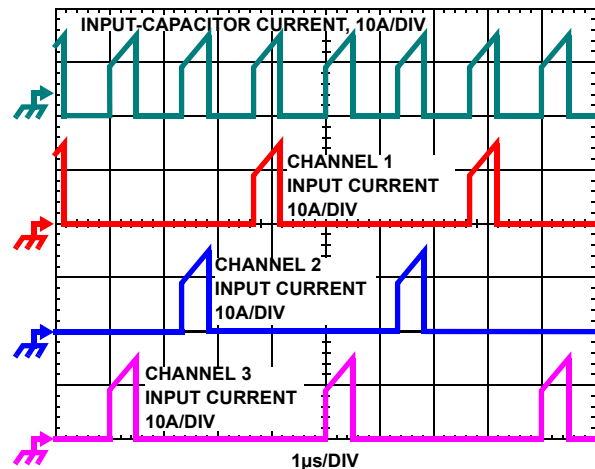 INPUT-CAPACITOR CURRENT, 10A/DIV
CHANNEL 1
INPUT CURRENT
10A/DIV
CHANNEL 2
INPUT CURRENT
10A/DIV
CHANNEL 3
INPUT CURRENT
10A/DIV
1µs/DIV